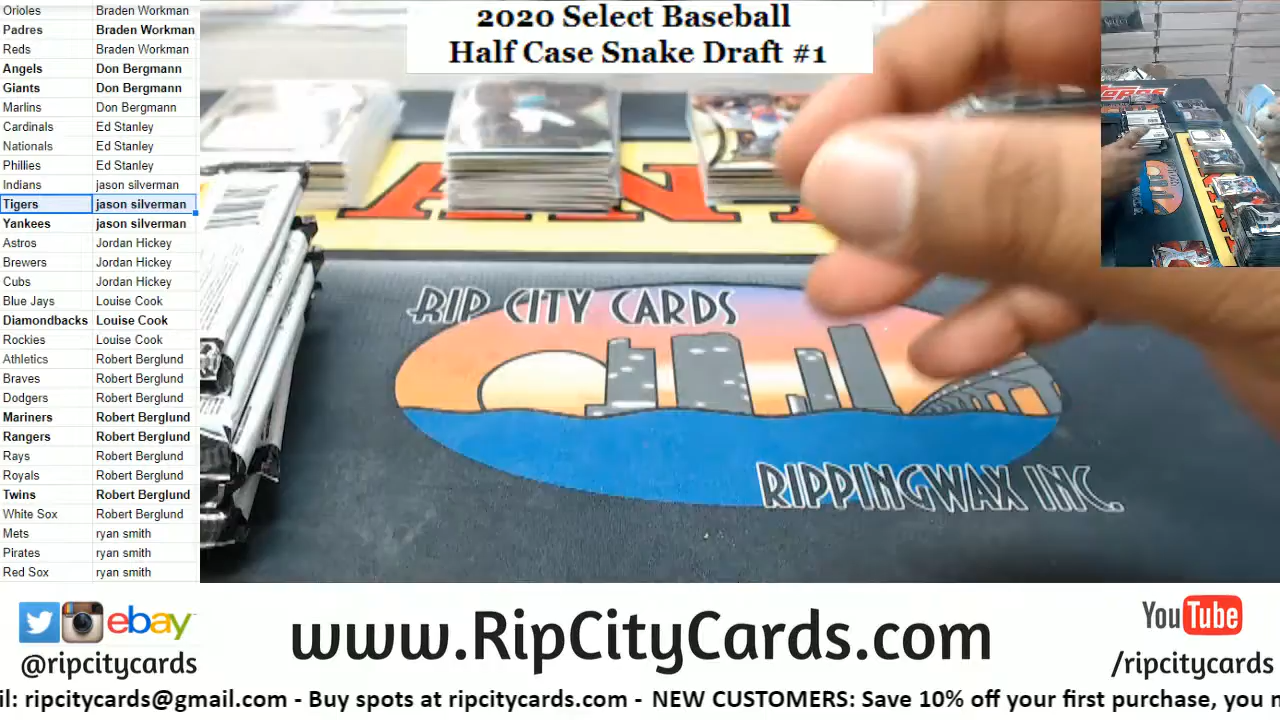 Orioles Braden Workman
Padres Braden Workman
Reds Braden Workman
Angels Don Bergmann
Giants Don Bergmann
Marlins Don Bergmann
Cardinals Ed Stanley
Nationals Ed Stanley
Phillies Ed Stanley
Indians jason silverman
Tigers jason silverman
Yankees jason silverman
Astros Jordan Hickey
Brewers Jordan Hickey
Cubs Jordan Hickey
Blue Jays Louise Cook
Diamondbacks Louise Cook
Rockies Louise Cook
Athletics Robert Berglund
Braves Robert Berglund
Dodgers Robert Berglund
Mariners Robert Berglund
Rangers Robert Berglund
Rays Robert Berglund
Royals Robert Berglund
Twins Robert Berglund
White Sox Robert Berglund
Mets ryan smith
Pirates ryan smith
Red Sox ryan smith
2020 Select Baseball
Half Case Snake Draft #1
RIP CITY CARDS
RIPPINGWAX INC.
ebay
@ripcitycards
www.RipCityCards.com
YouTube
/ripcitycards
il: ripcitycards@gmail.com - Buy spots at ripcitycards.com - NEW CUSTOMERS: Save 10% off your first purchase, you